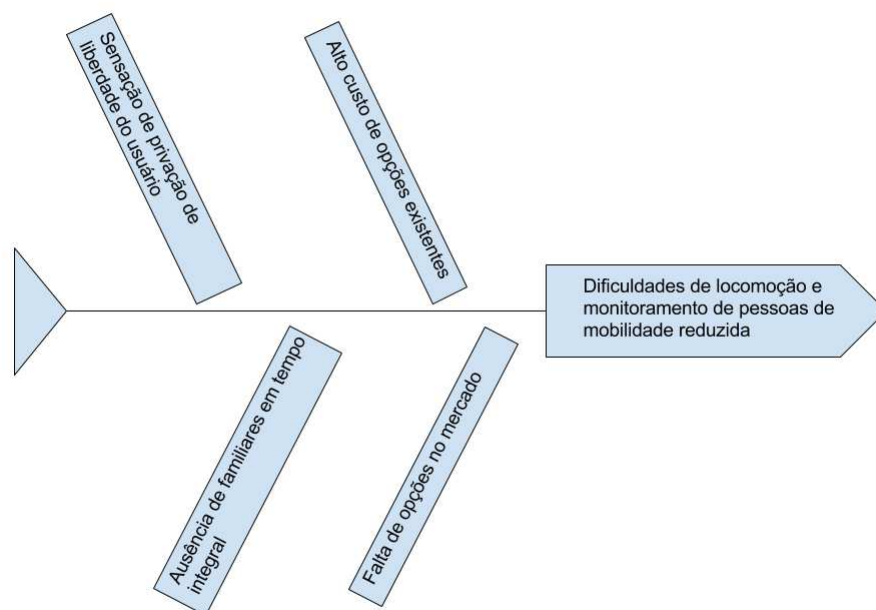 Sensação de privação de
liberdade do usuário
Alto custo de opções existentes
Dificuldades de locomoção e
monitoramento de pessoas de
mobilidade reduzida
Ausência de familiares em tempo
integral
Falta de opções no mercado